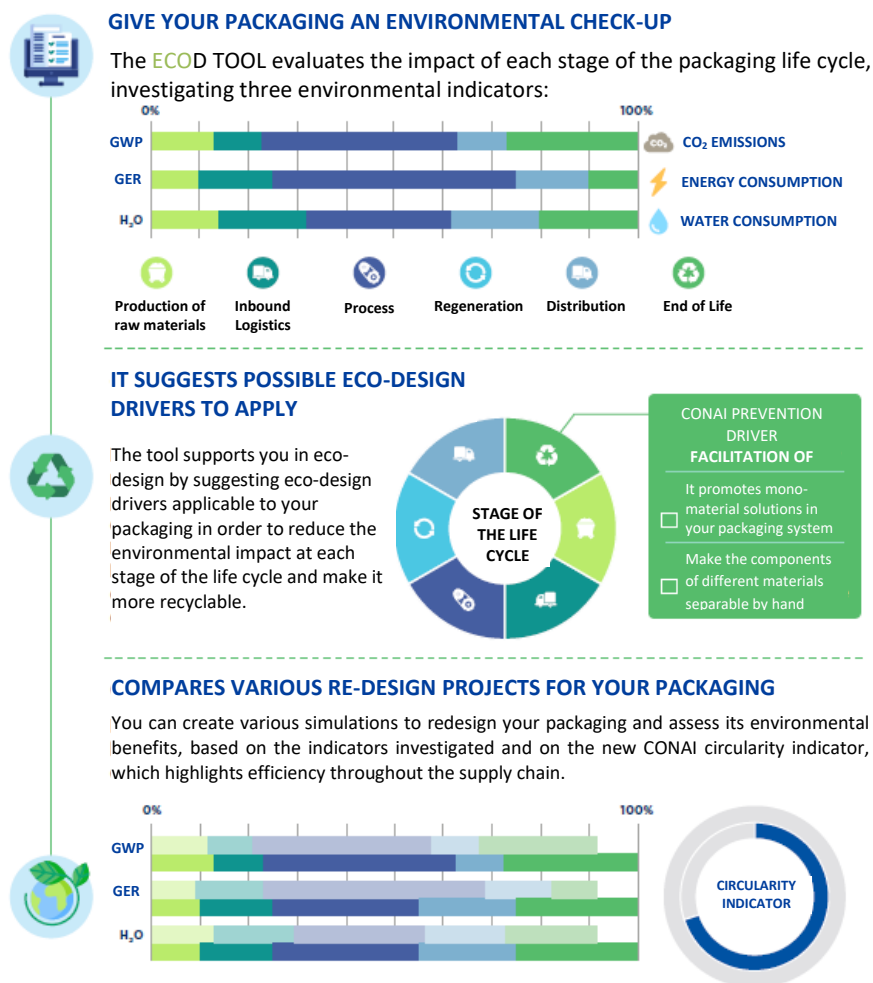 GIVE YOUR PACKAGING AN ENVIRONMENTAL CHECK-UP
The ECOD TOOL evaluates the impact of each stage of the packaging life cycle,
investigating three environmental indicators:
0% 100%
GWP CO₂ CO₂ EMISSIONS
GER ENERGY CONSUMPTION
H₂O WATER CONSUMPTION
Production of
raw materials
Inbound
Logistics
Process
Regeneration
Distribution
End of Life
IT SUGGESTS POSSIBLE ECO-DESIGN
DRIVERS TO APPLY
The tool supports you in eco-
design by suggesting eco-design
drivers applicable to your
packaging in order to reduce the
environmental impact at each
stage of the life cycle and make it
more recyclable.
STAGE OF
THE LIFE
CYCLE
CONAI PREVENTION
DRIVER
FACILITATION OF
It promotes mono-
material solutions in
your packaging system
Make the components
of different materials
separable by hand
COMPARES VARIOUS RE-DESIGN PROJECTS FOR YOUR PACKAGING
You can create various simulations to redesign your packaging and assess its environmental
benefits, based on the indicators investigated and on the new CONAI circularity indicator,
which highlights efficiency throughout the supply chain.
0% 100%
GWP
GER
H₂O
CIRCULARITY
INDICATOR